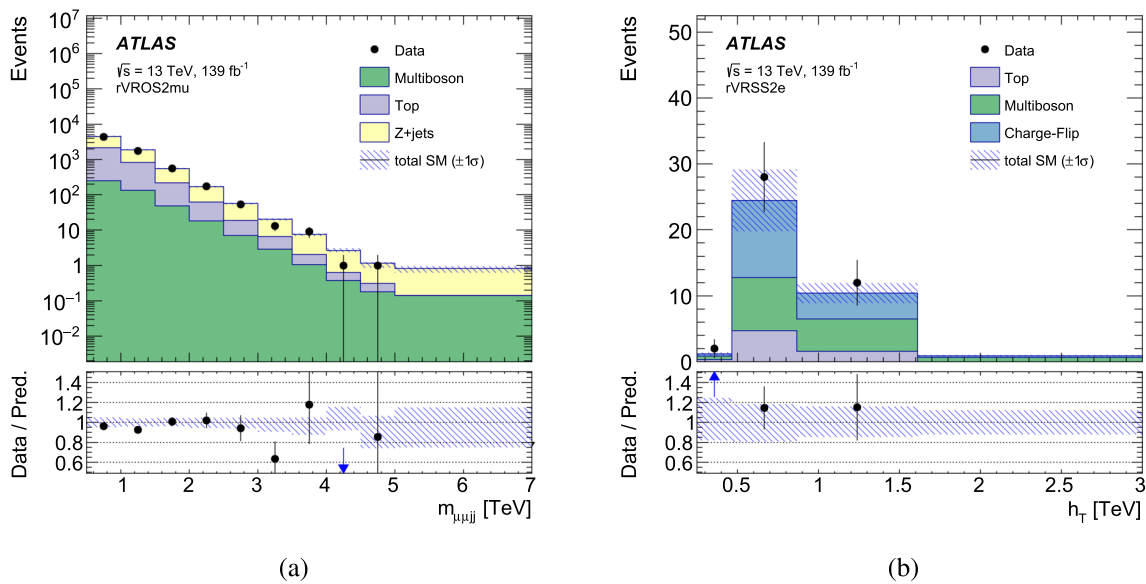 Events
10⁷
10⁶
10⁵
10⁴
10³
10²
10
1
10⁻¹
10⁻²
ATLAS
√s = 13 TeV, 139 fb⁻¹
rVROS2mu
Data
Multiboson
Top
Z+jets
total SM (±1σ)
Data / Pred.
1.4
1.2
1
0.8
0.6
1 2 3 4 5 6 7
m_μμjj [TeV]
(a)
Events
50
40
30
20
10
0
ATLAS
√s = 13 TeV, 139 fb⁻¹
rVRSS2e
Data
Top
Multiboson
Charge-Flip
total SM (±1σ)
Data / Pred.
1.4
1.2
1
0.8
0.6
0.5 1 1.5 2 2.5 3
h_T [TeV]
(b)